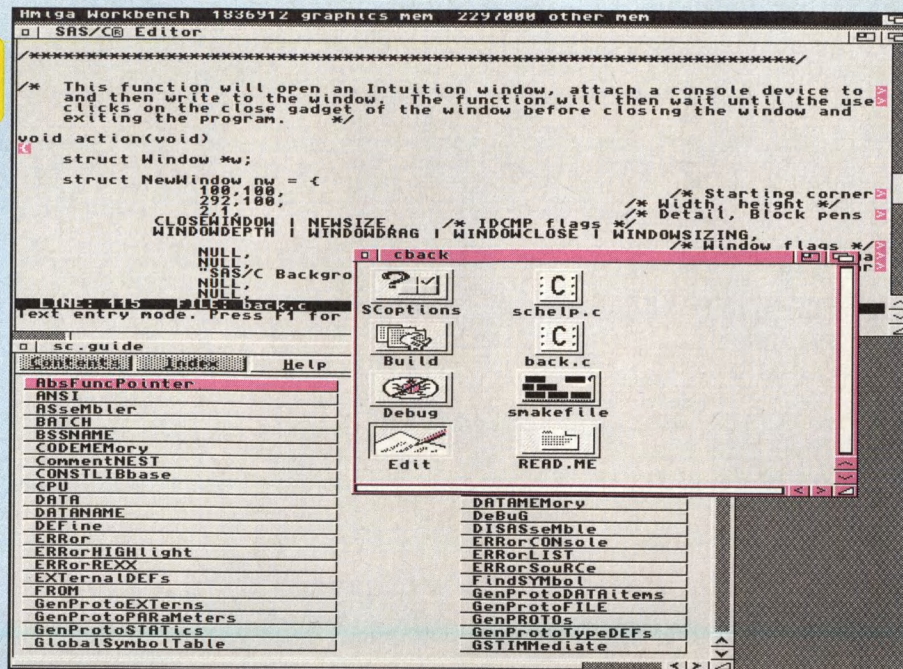 Amiga Workbench 1836912 graphics mem 2297000 other mem
SAS/C® Editor
/*****************************************************************************/
/* This function will open an Intuition window, attach a console device to
and then write to the window. The function will then wait until the use
clicks on the close gadget of the window before closing the window and
exiting the program. */
void action(void)
{
struct Window *w;
struct NewWindow nw = {
100,100, /* Starting corner
292,100, /* Width, height */
2,1, /* Detail, Block pens
CLOSEWINDOW | NEWSIZE, /* IDCMP flags */
WINDOWDEPTH | WINDOWDRAG | WINDOWCLOSE | WINDOWSIZING,
/* Window flags */
NULL,
NULL,
"SAS/C Backgro
NULL,
NULL,
LINE: 115 FILE: back.c
Text entry mode. Press F1 for
cback
SCoptions
schelp.c
Build
back.c
Debug
smakefile
Edit
READ.ME
sc.guide
Contents Index Help
AbsFuncPointer
ANSI
ASseMbler
BATCH
BSSNAME
CODEMEMory
CommentNEST
CONSTLIBbase
CPU
DATA
DATANAME
DEFine
ERRor
ERRorHIGHlight
ERRorREXX
EXTernalDEFs
FROM
GenProtoEXTerns
GenProtoPARaMeters
GenProtoSTATics
GlobalSymbolTable
DATAMEMory
DeBuG
DISASseMble
ERRorCONsole
ERRorLIST
ERRorSouRCe
FindSYMbol
GenProtoDATAitems
GenProtoFILE
GenPROTOs
GenProtoTypeDEFs
GSTIMMediate